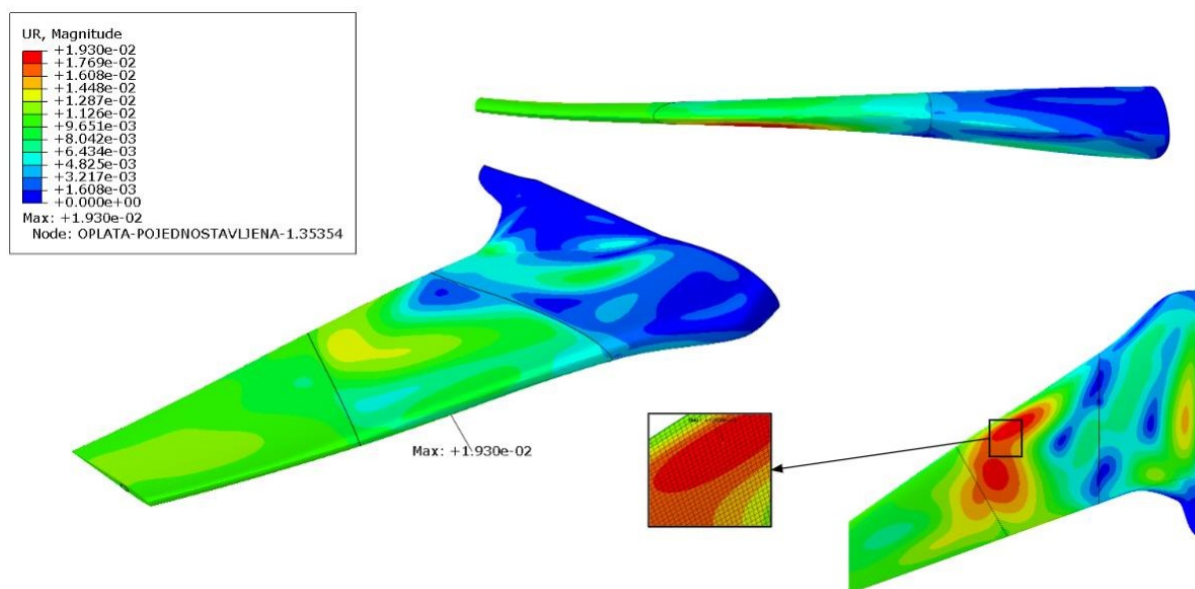 UR, Magnitude
+1.930e-02
+1.769e-02
+1.608e-02
+1.448e-02
+1.287e-02
+1.126e-02
+9.651e-03
+8.042e-03
+6.434e-03
+4.825e-03
+3.217e-03
+1.608e-03
+0.000e+00
Max: +1.930e-02
Node: OPLATA-POJEDNOSTAVLJENA-1.35354
Max: +1.930e-02